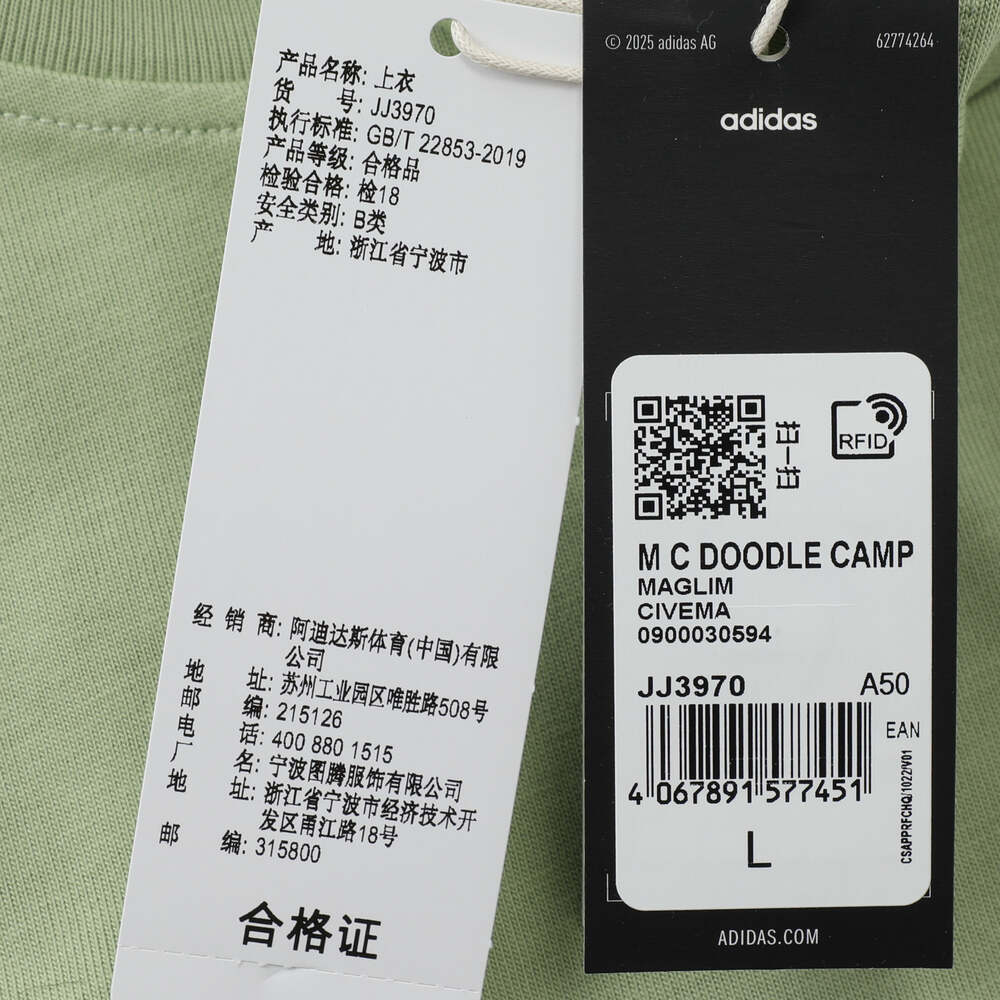 产品名称: 上衣
货 号: JJ3970
执行标准: GB/T 22853-2019
产品等级: 合格品
检验合格: 检18
安全类别: B类
产 地: 浙江省宁波市
经 销 商: 阿迪达斯体育(中国)有限
公司
地 址: 苏州工业园区唯胜路508号
邮 编: 215126
电 话: 400 880 1515
厂 名: 宁波图腾服饰有限公司
地 址: 浙江省宁波市经济技术开
发区甬江路18号
邮 编: 315800
合格证
© 2025 adidas AG 62774264
adidas
扫一扫
RFID
M C DOODLE CAMP
MAGLIM
CIVEMA
0900030594
JJ3970 A50
EAN
4 067891 577451
CSAPPRFCHQ/1022/V01
L
ADIDAS.COM